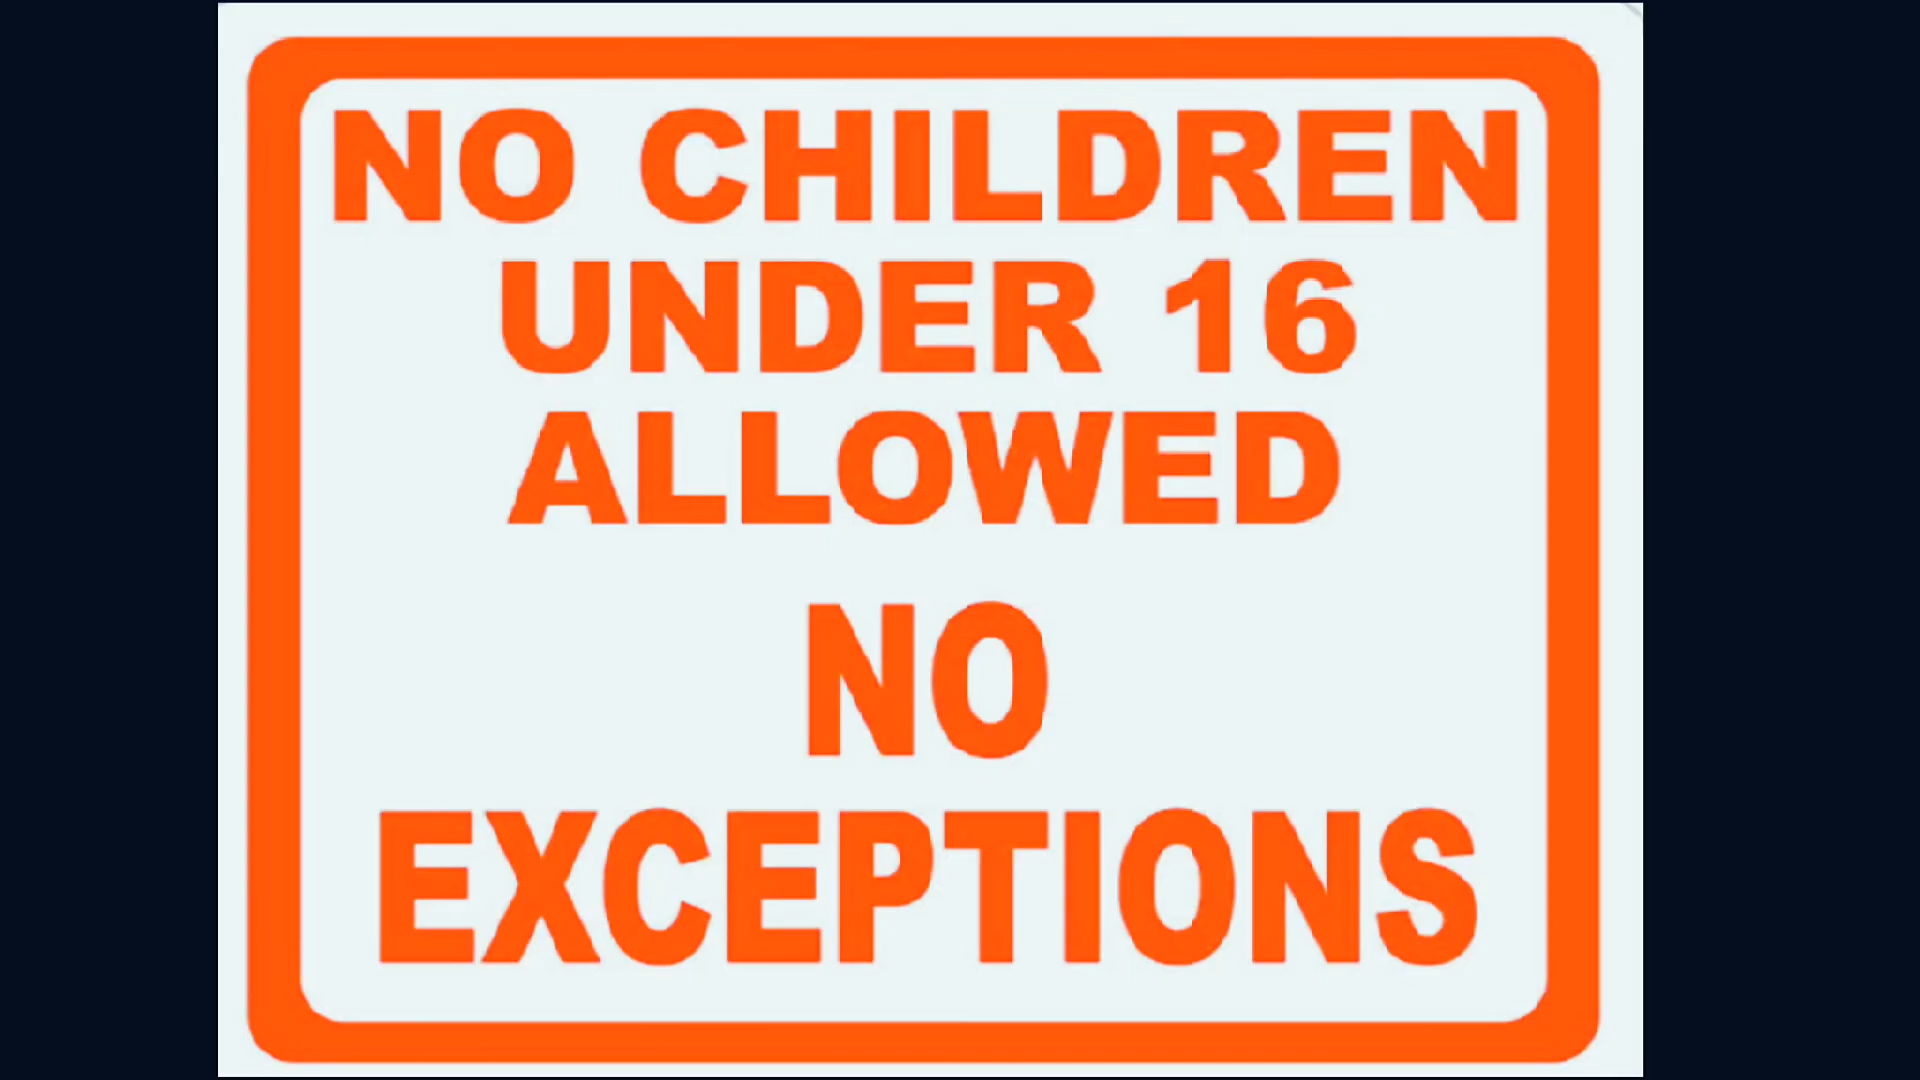 NO CHILDREN
UNDER 16
ALLOWED
NO
EXCEPTIONS